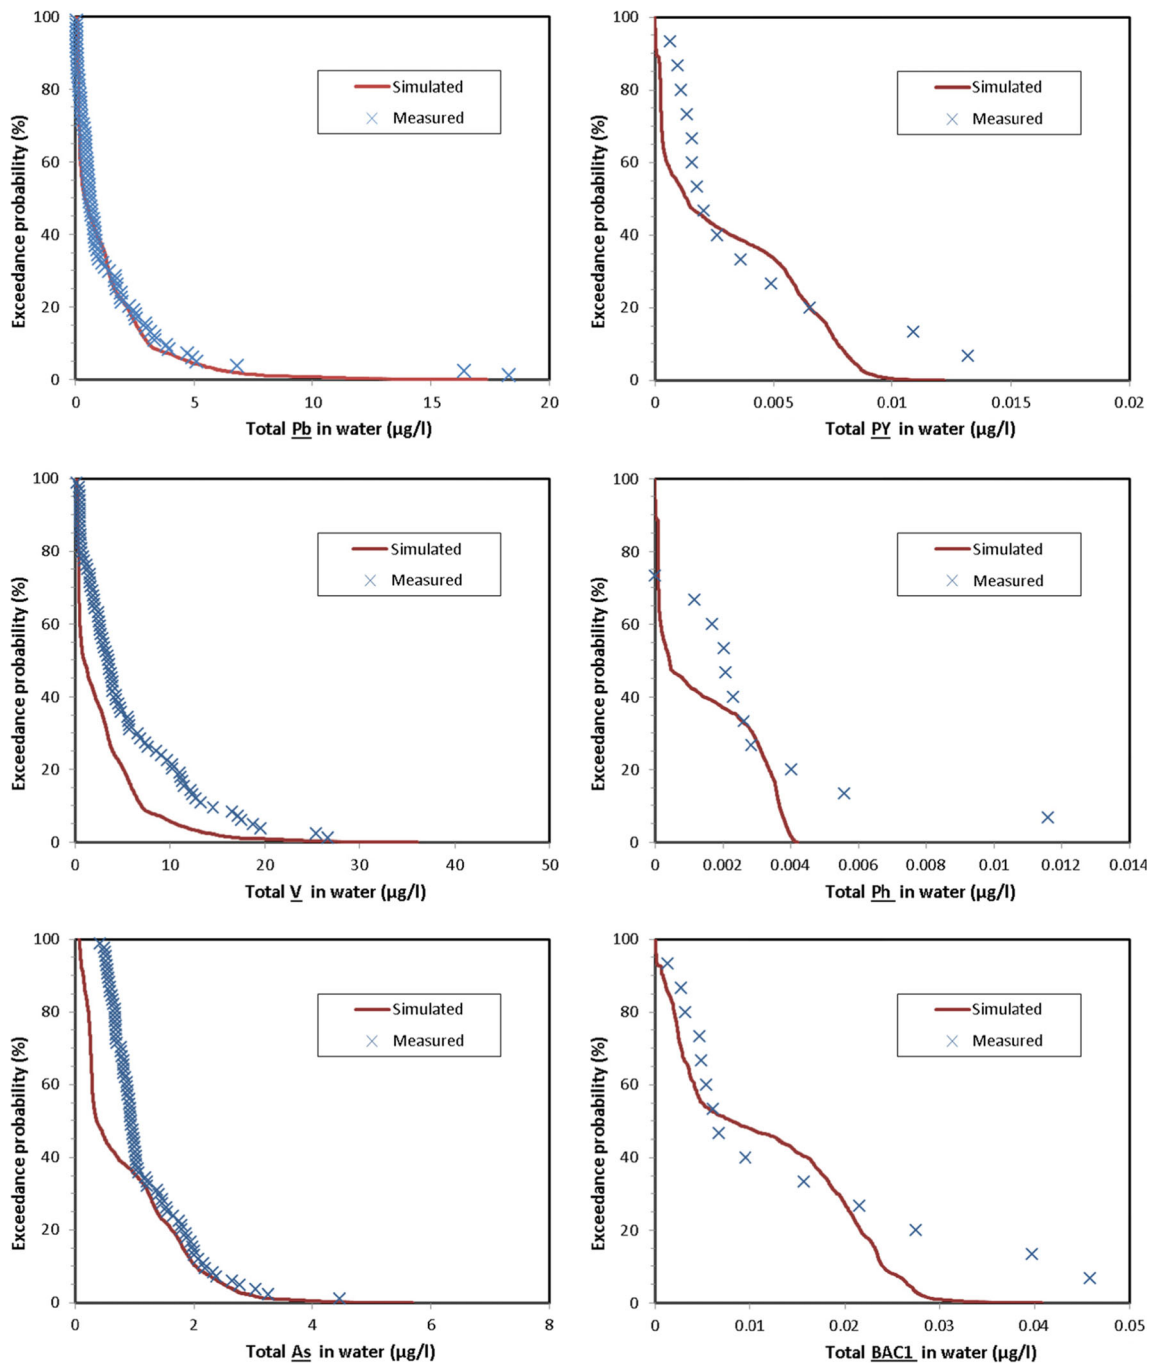 100
80
60
40
20
0
Exceedance probability (%)
Simulated
Measured
0 5 10 15 20
Total Pb in water (µg/l)
100
80
60
40
20
0
Exceedance probability (%)
Simulated
Measured
0 0.005 0.01 0.015 0.02
Total PY in water (µg/l)
100
80
60
40
20
0
Exceedance probability (%)
Simulated
Measured
0 10 20 30 40 50
Total V in water (µg/l)
100
80
60
40
20
0
Exceedance probability (%)
Simulated
Measured
0 0.002 0.004 0.006 0.008 0.01 0.012 0.014
Total Ph in water (µg/l)
100
80
60
40
20
0
Exceedance probability (%)
Simulated
Measured
0 2 4 6 8
Total As in water (µg/l)
100
80
60
40
20
0
Exceedance probability (%)
Simulated
Measured
0 0.01 0.02 0.03 0.04 0.05
Total BAC1 in water (µg/l)